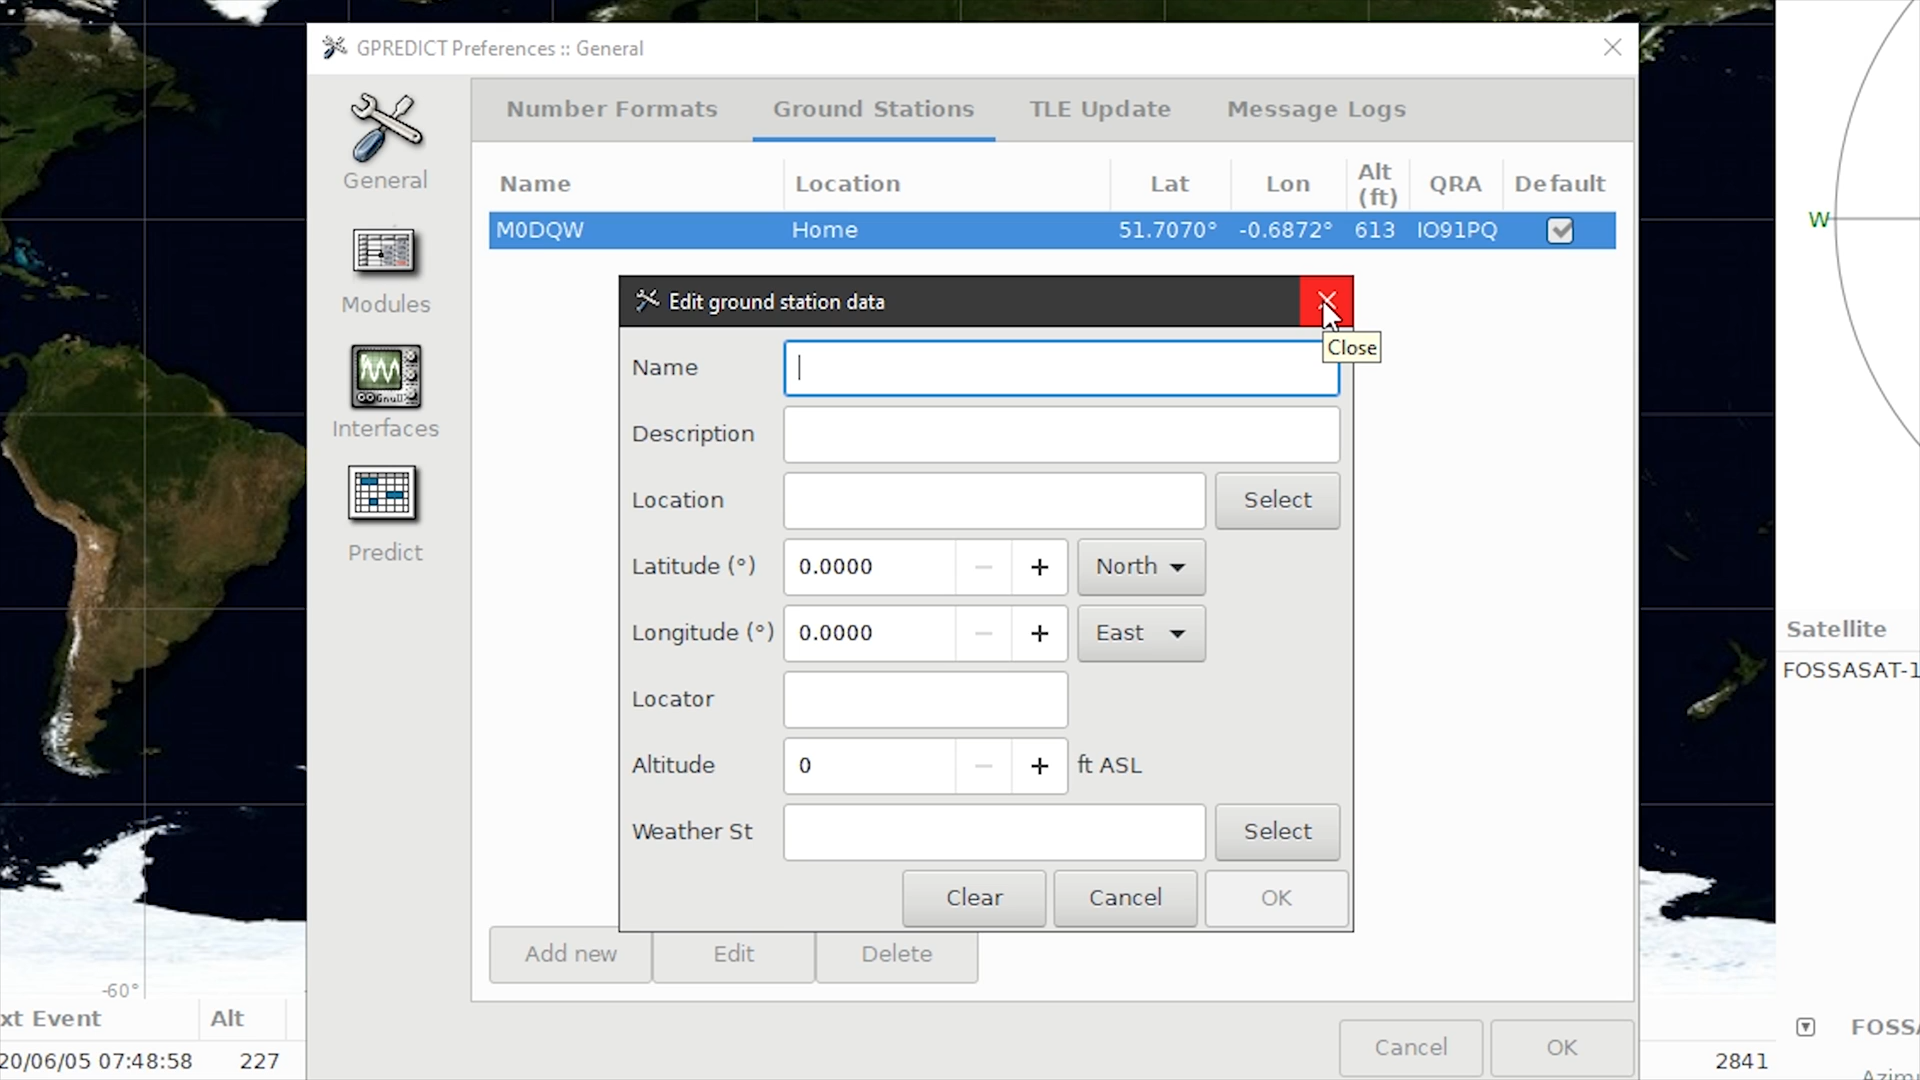 GPREDICT Preferences :: General
General
Modules
Interfaces
Predict
Number Formats Ground Stations TLE Update Message Logs
Name Location Lat Lon Alt (ft) QRA Default
M0DQW Home 51.7070° -0.6872° 613 IO91PQ
Edit ground station data
Close
Name
Description
Location Select
Latitude (°) 0.0000 North
Longitude (°) 0.0000 East
Locator
Altitude 0 ft ASL
Weather St Select
Clear Cancel OK
Add new Edit Delete
Cancel OK
-60°
xt Event Alt
20/06/05 07:48:58 227
W
Satellite
FOSSASAT-1
FOSSA
2841
Azim